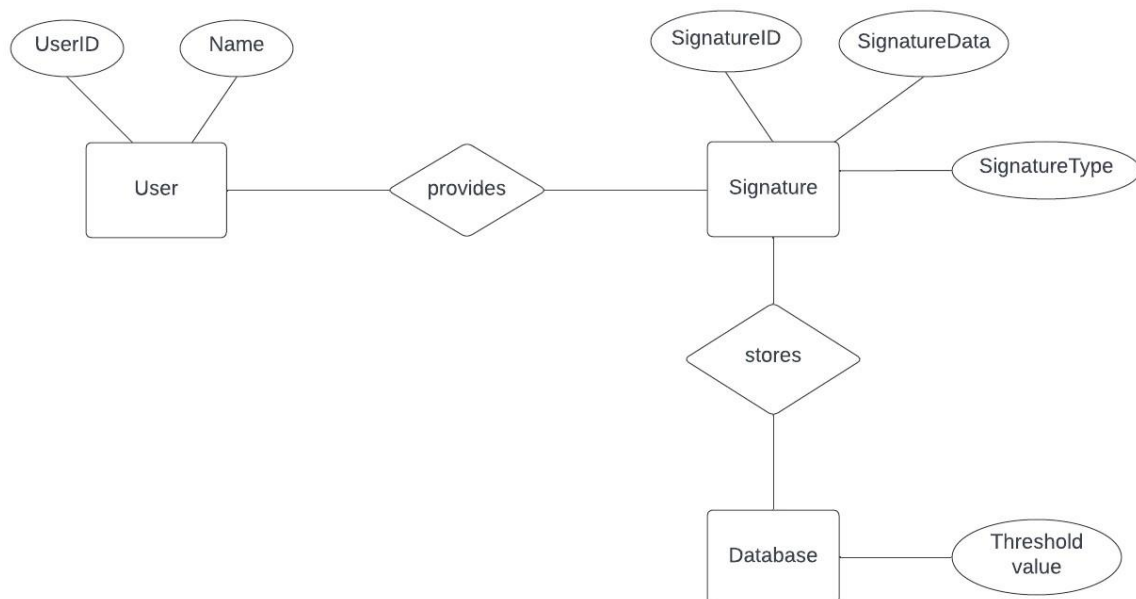 UserID
Name
SignatureID
SignatureData
User
provides
Signature
SignatureType
stores
Database
Threshold
value